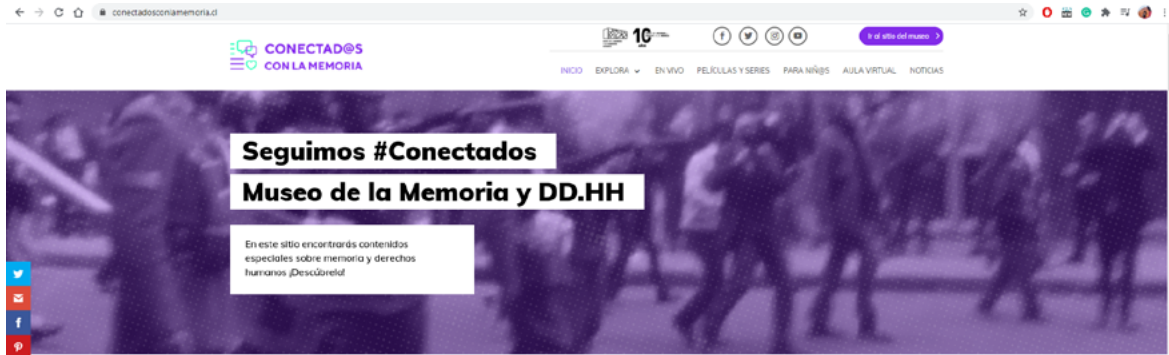 conectadosconlamemoria.cl
CONECTAD@S
CON LA MEMORIA
10
AÑOS
Ir al sitio del museo
INICIO EXPLORA EN VIVO PELÍCULAS Y SERIES PARA NIÑ@S AULA VIRTUAL NOTICIAS
Seguimos #Conectados
Museo de la Memoria y DD.HH
En este sitio encontrarás contenidos
especiales sobre memoria y derechos
humanos ¡Descúbrelo!